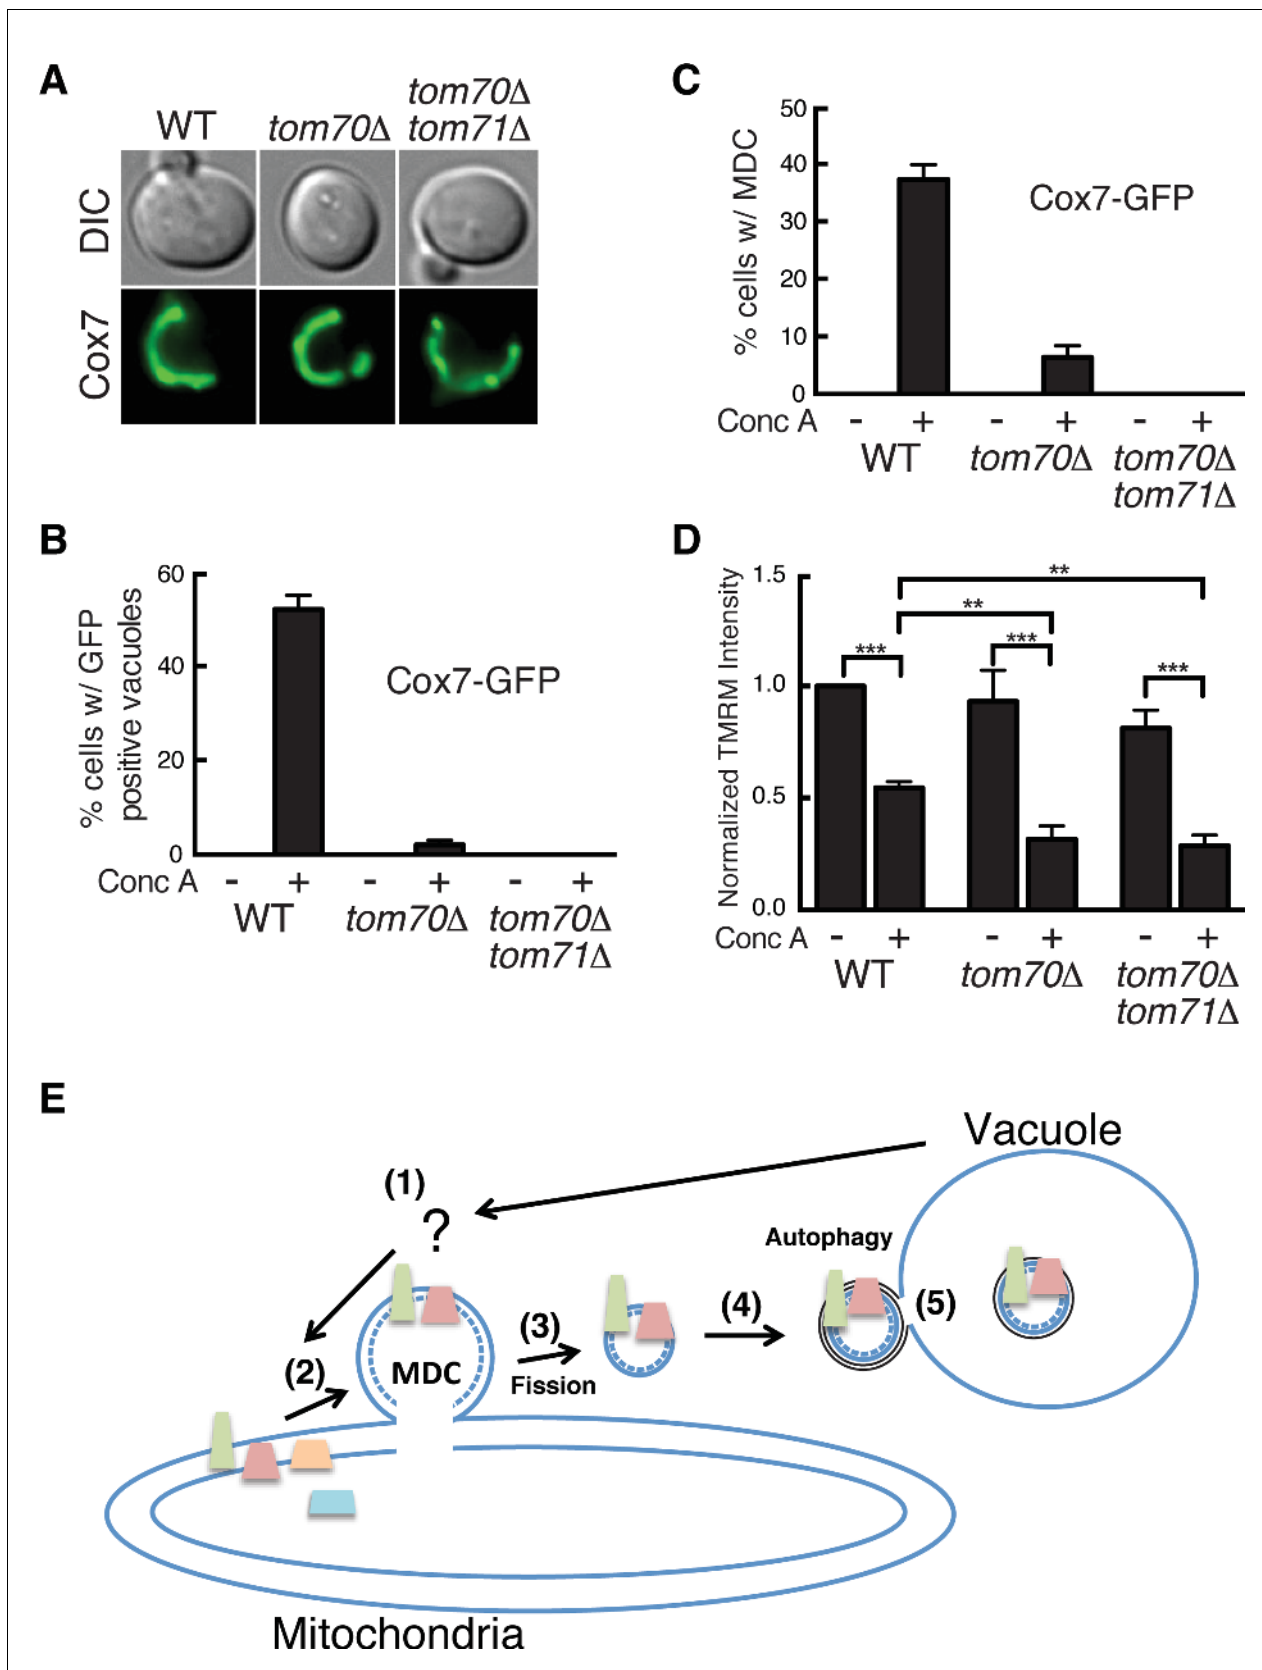 A
WT
tom70Δ
tom70Δ
tom71Δ
DIC
Cox7
B
% cells w/ GFP
positive vacuoles
60
40
20
0
Cox7-GFP
Conc A - + - + - +
WT tom70Δ tom70Δ
tom71Δ
C
% cells w/ MDC
50
40
30
20
10
0
Cox7-GFP
Conc A - + - + - +
WT tom70Δ tom70Δ
tom71Δ
D
Normalized TMRM Intensity
1.5
1.0
0.5
0.0
**
**
*** *** ***
Conc A - + - + - +
WT tom70Δ tom70Δ
tom71Δ
E
Vacuole
(1)
?
Autophagy
(2)
MDC
(3)
Fission
(4)
(5)
Mitochondria